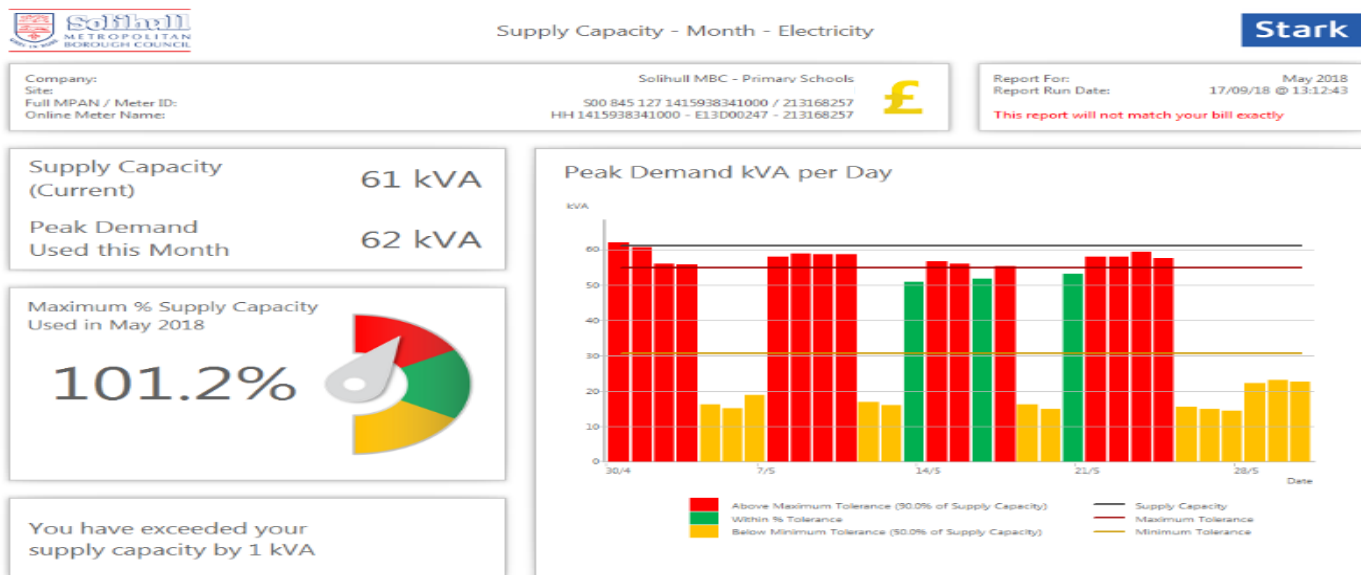 Solihull
METROPOLITAN
BOROUGH COUNCIL
Supply Capacity - Month - Electricity
Stark
Company: Solihull MBC - Primary Schools
Site:
Full MPAN / Meter ID: S00 845 127 1415938341000 / 213168257
Online Meter Name: HH 1415938341000 - E13D00247 - 213168257
£
Report For: May 2018
Report Run Date: 17/09/18 @ 13:12:43
This report will not match your bill exactly
Supply Capacity
(Current)
61 kVA
Peak Demand
Used this Month
62 kVA
Maximum % Supply Capacity
Used in May 2018
101.2%
You have exceeded your
supply capacity by 1 kVA
Peak Demand kVA per Day
kVA
60
50
40
30
20
10
0
30/4 7/5 14/5 21/5 28/5
Date
Above Maximum Tolerance (90.0% of Supply Capacity)
Within % Tolerance
Below Minimum Tolerance (50.0% of Supply Capacity)
Supply Capacity
Maximum Tolerance
Minimum Tolerance